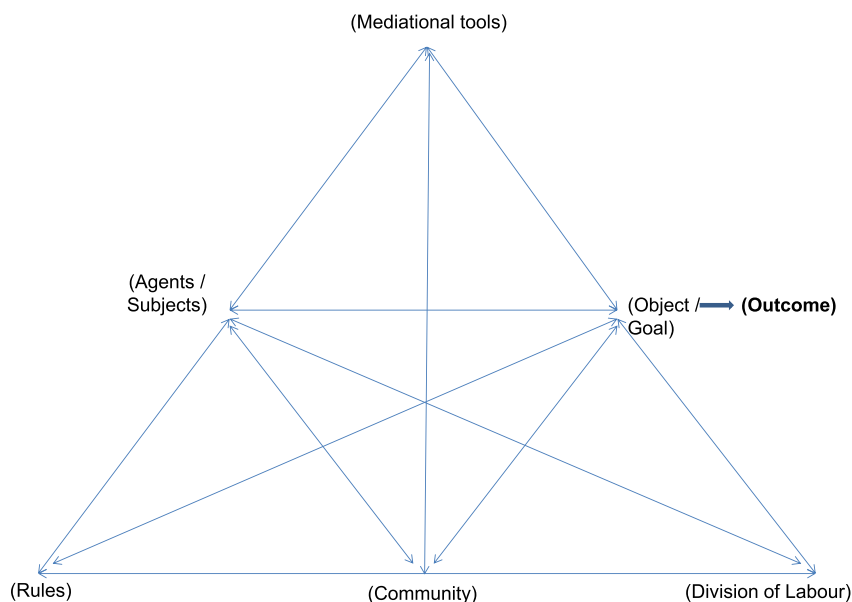 (Mediational tools)
(Agents /
Subjects)
(Object /
Goal)
(Outcome)
(Rules)
(Community)
(Division of Labour)